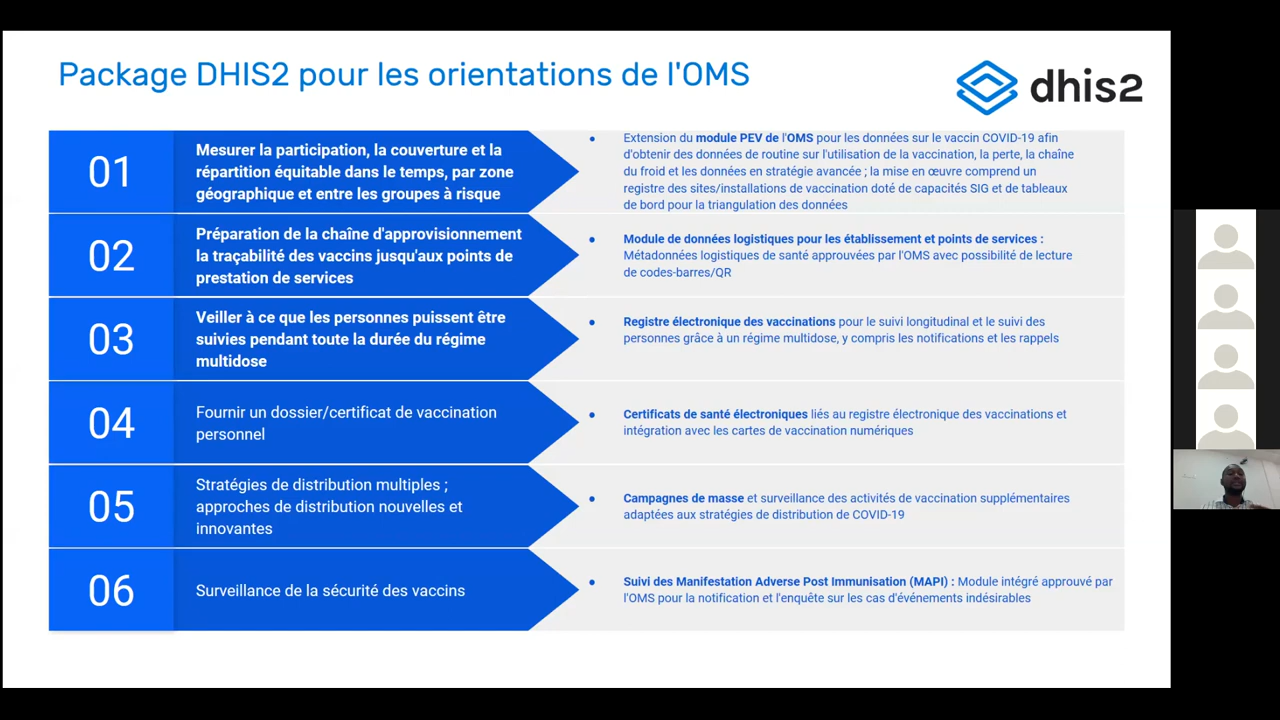 Package DHIS2 pour les orientations de l'OMS
dhis2
01
Mesurer la participation, la couverture et la
répartition équitable dans le temps, par zone
géographique et entre les groupes à risque
• Extension du module PEV de l'OMS pour les données sur le vaccin COVID-19 afin
d'obtenir des données de routine sur l'utilisation de la vaccination, la perte, la chaîne
du froid et les données en stratégie avancée ; la mise en œuvre comprend un
registre des sites/installations de vaccination doté de capacités SIG et de tableaux
de bord pour la triangulation des données
02
Préparation de la chaîne d'approvisionnement
la traçabilité des vaccins jusqu'aux points de
prestation de services
• Module de données logistiques pour les établissement et points de services :
Métadonnées logistiques de santé approuvées par l'OMS avec possibilité de lecture
de codes-barres/QR
03
Veiller à ce que les personnes puissent être
suivies pendant toute la durée du régime
multidose
• Registre électronique des vaccinations pour le suivi longitudinal et le suivi des
personnes grâce à un régime multidose, y compris les notifications et les rappels
04
Fournir un dossier/certificat de vaccination
personnel
• Certificats de santé électroniques liés au registre électronique des vaccinations et
intégration avec les cartes de vaccination numériques
05
Stratégies de distribution multiples ;
approches de distribution nouvelles et
innovantes
• Campagnes de masse et surveillance des activités de vaccination supplémentaires
adaptées aux stratégies de distribution de COVID-19
06
Surveillance de la sécurité des vaccins
• Suivi des Manifestation Adverse Post Immunisation (MAPI) : Module intégré approuvé par
l'OMS pour la notification et l'enquête sur les cas d'événements indésirables